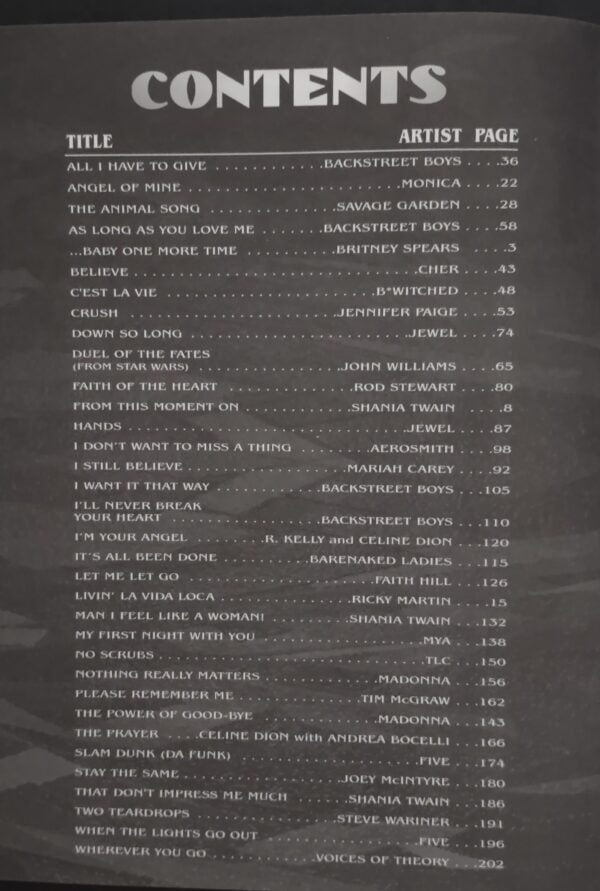 CONTENTS
TITLE ARTIST PAGE
ALL I HAVE TO GIVE . . . . . . . . . . .BACKSTREET BOYS . . . .36
ANGEL OF MINE . . . . . . . . . . . . . . . . . . . . . . . .MONICA . . . .22
THE ANIMAL SONG . . . . . . . . . . . . .SAVAGE GARDEN . . . .28
AS LONG AS YOU LOVE ME . . . . . . .BACKSTREET BOYS . . . .58
...BABY ONE MORE TIME . . . . . . . . . .BRITNEY SPEARS . . . .3
BELIEVE . . . . . . . . . . . . . . . . . . . . . . . . . . . . .CHER . . . .43
C'EST LA VIE . . . . . . . . . . . . . . . . . . . . .B*WITCHED . . . .48
CRUSH . . . . . . . . . . . . . . . . . . . . .JENNIFER PAIGE . . . .53
DOWN SO LONG . . . . . . . . . . . . . . . . . . . . . . .JEWEL . . . .74
DUEL OF THE FATES
(FROM STAR WARS) . . . . . . . . . . . . . .JOHN WILLIAMS . . . .65
FAITH OF THE HEART . . . . . . . . . . . .ROD STEWART . . . .80
FROM THIS MOMENT ON . . . . . . . . . .SHANIA TWAIN . . . .8
HANDS . . . . . . . . . . . . . . . . . . . . . . . . . . . .JEWEL . . . .87
I DON'T WANT TO MISS A THING . . . . . . . .AEROSMITH . . . .98
I STILL BELIEVE . . . . . . . . . . . . . . . .MARIAH CAREY . . . .92
I WANT IT THAT WAY . . . . . . . . . .BACKSTREET BOYS . . .105
I'LL NEVER BREAK
YOUR HEART . . . . . . . . . . . . . . .BACKSTREET BOYS . . .110
I'M YOUR ANGEL . . . . . . . .R. KELLY and CELINE DION . . .120
IT'S ALL BEEN DONE . . . . . . . . . .BARENAKED LADIES . . .115
LET ME LET GO . . . . . . . . . . . . . . . . . . . .FAITH HILL . . .126
LIVIN' LA VIDA LOCA . . . . . . . . . . . . . .RICKY MARTIN . . . .15
MAN I FEEL LIKE A WOMAN! . . . . . . . . .SHANIA TWAIN . . .132
MY FIRST NIGHT WITH YOU . . . . . . . . . . . . . . . . .MYA . . .138
NO SCRUBS . . . . . . . . . . . . . . . . . . . . . . . . . . .TLC . . .150
NOTHING REALLY MATTERS . . . . . . . . . . . .MADONNA . . .156
PLEASE REMEMBER ME . . . . . . . . . . . . .TIM McGRAW . . .162
THE POWER OF GOOD-BYE . . . . . . . . . . . . .MADONNA . . .143
THE PRAYER . . . . .CELINE DION with ANDREA BOCELLI . . .166
SLAM DUNK (DA FUNK) . . . . . . . . . . . . . . . . . .FIVE . . .174
STAY THE SAME . . . . . . . . . . . . . . . .JOEY McINTYRE . . .180
THAT DON'T IMPRESS ME MUCH . . . . . .SHANIA TWAIN . . .186
TWO TEARDROPS . . . . . . . . . . . . . .STEVE WARINER . . .191
WHEN THE LIGHTS GO OUT . . . . . . . . . . . . . . . .FIVE . . .196
WHEREVER YOU GO . . . . . . . . . . .VOICES OF THEORY . . .202